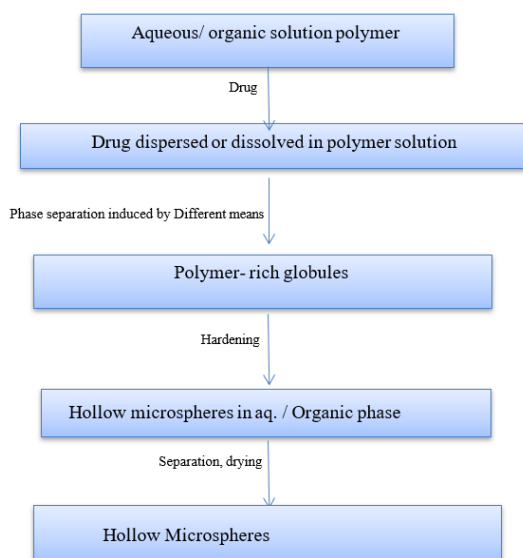 Aqueous/ organic solution polymer
Drug
Drug dispersed or dissolved in polymer solution
Phase separation induced by Different means
Polymer- rich globules
Hardening
Hollow microspheres in aq. / Organic phase
Separation, drying
Hollow Microspheres